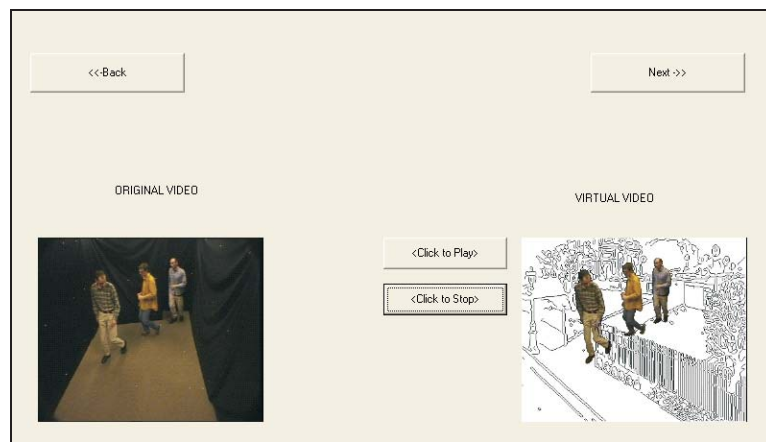 <<-Back
Next ->>
ORIGINAL VIDEO
VIRTUAL VIDEO
<Click to Play>
<Click to Stop>